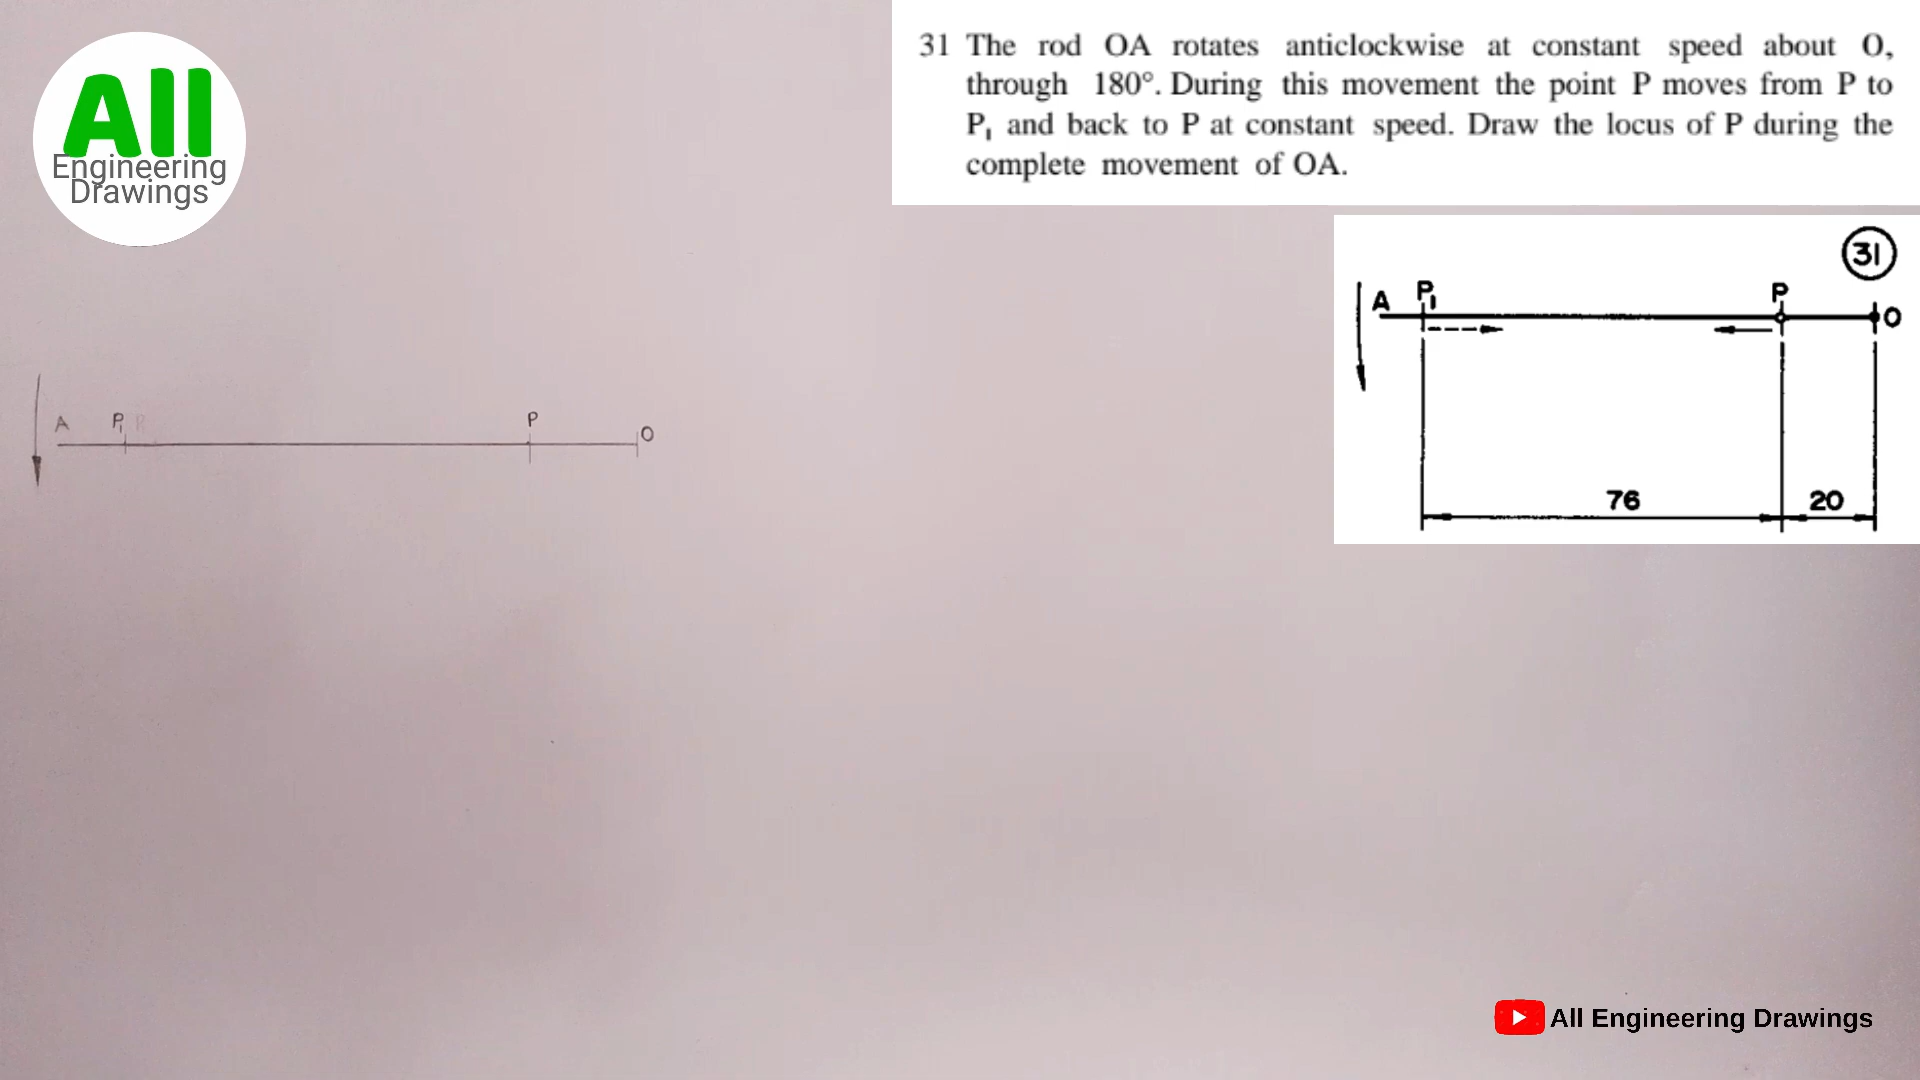 All
Engineering
Drawings
31 The rod OA rotates anticlockwise at constant speed about O,
through 180°. During this movement the point P moves from P to
P₁ and back to P at constant speed. Draw the locus of P during the
complete movement of OA.
31
A P₁ P O
76 20
A P₁ P O
All Engineering Drawings